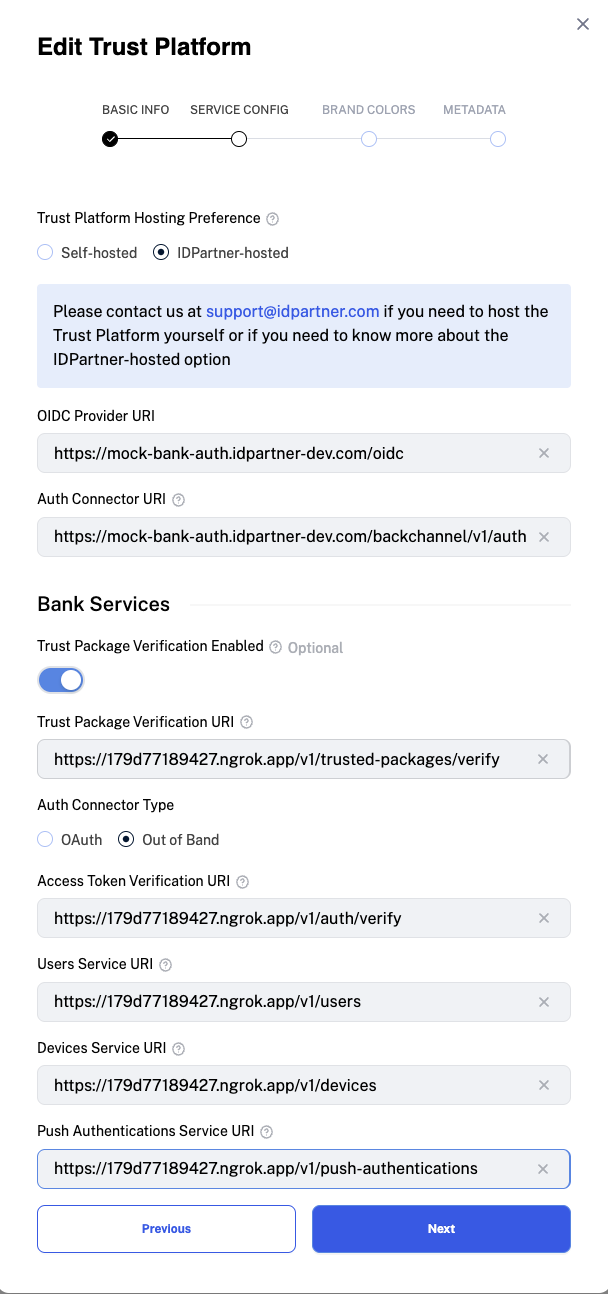 Edit Trust Platform
BASIC INFO SERVICE CONFIG BRAND COLORS METADATA
Trust Platform Hosting Preference
Self-hosted IDPartner-hosted
Please contact us at support@idpartner.com if you need to host the
Trust Platform yourself or if you need to know more about the
IDPartner-hosted option
OIDC Provider URI
https://mock-bank-auth.idpartner-dev.com/oidc
Auth Connector URI
https://mock-bank-auth.idpartner-dev.com/backchannel/v1/auth
Bank Services
Trust Package Verification Enabled Optional
Trust Package Verification URI
https://179d77189427.ngrok.app/v1/trusted-packages/verify
Auth Connector Type
OAuth Out of Band
Access Token Verification URI
https://179d77189427.ngrok.app/v1/auth/verify
Users Service URI
https://179d77189427.ngrok.app/v1/users
Devices Service URI
https://179d77189427.ngrok.app/v1/devices
Push Authentications Service URI
https://179d77189427.ngrok.app/v1/push-authentications
Previous Next